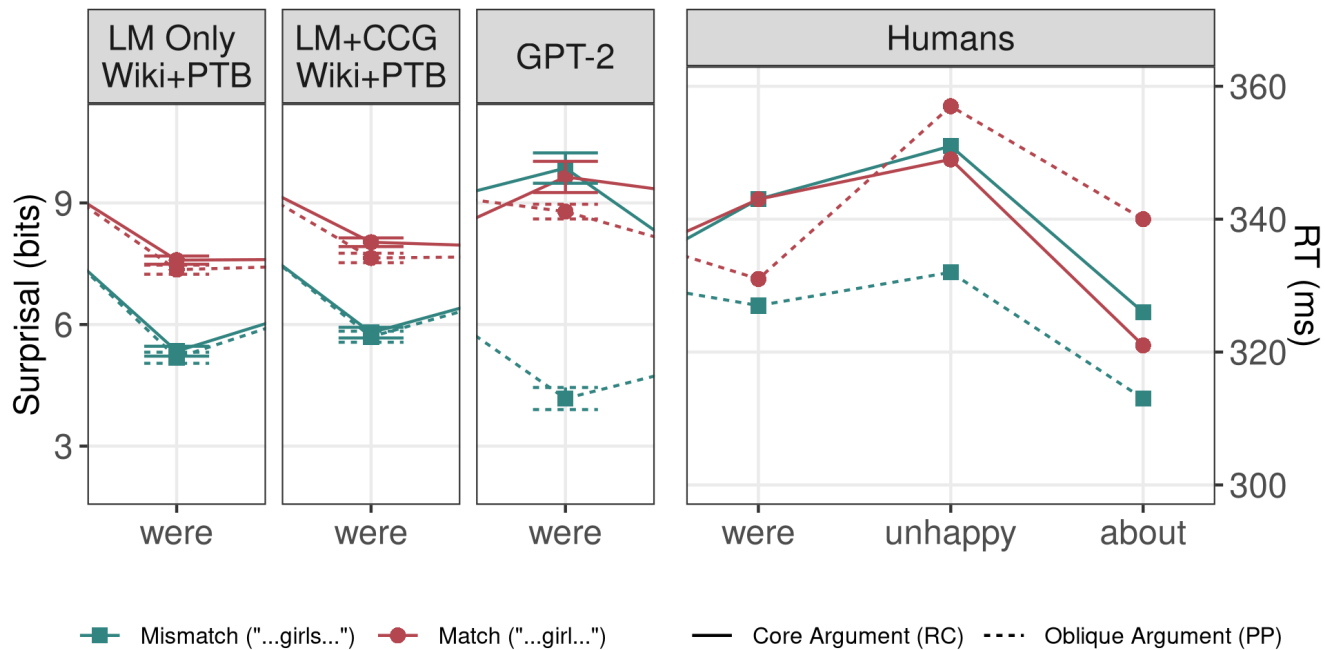 LM Only
Wiki+PTB
LM+CCG
Wiki+PTB
GPT-2
Humans
Surprisal (bits)
9
6
3
360
340
320
300
RT (ms)
were
were
were
were
unhappy
about
Mismatch ("...girls...")
Match ("...girl...")
Core Argument (RC)
Oblique Argument (PP)